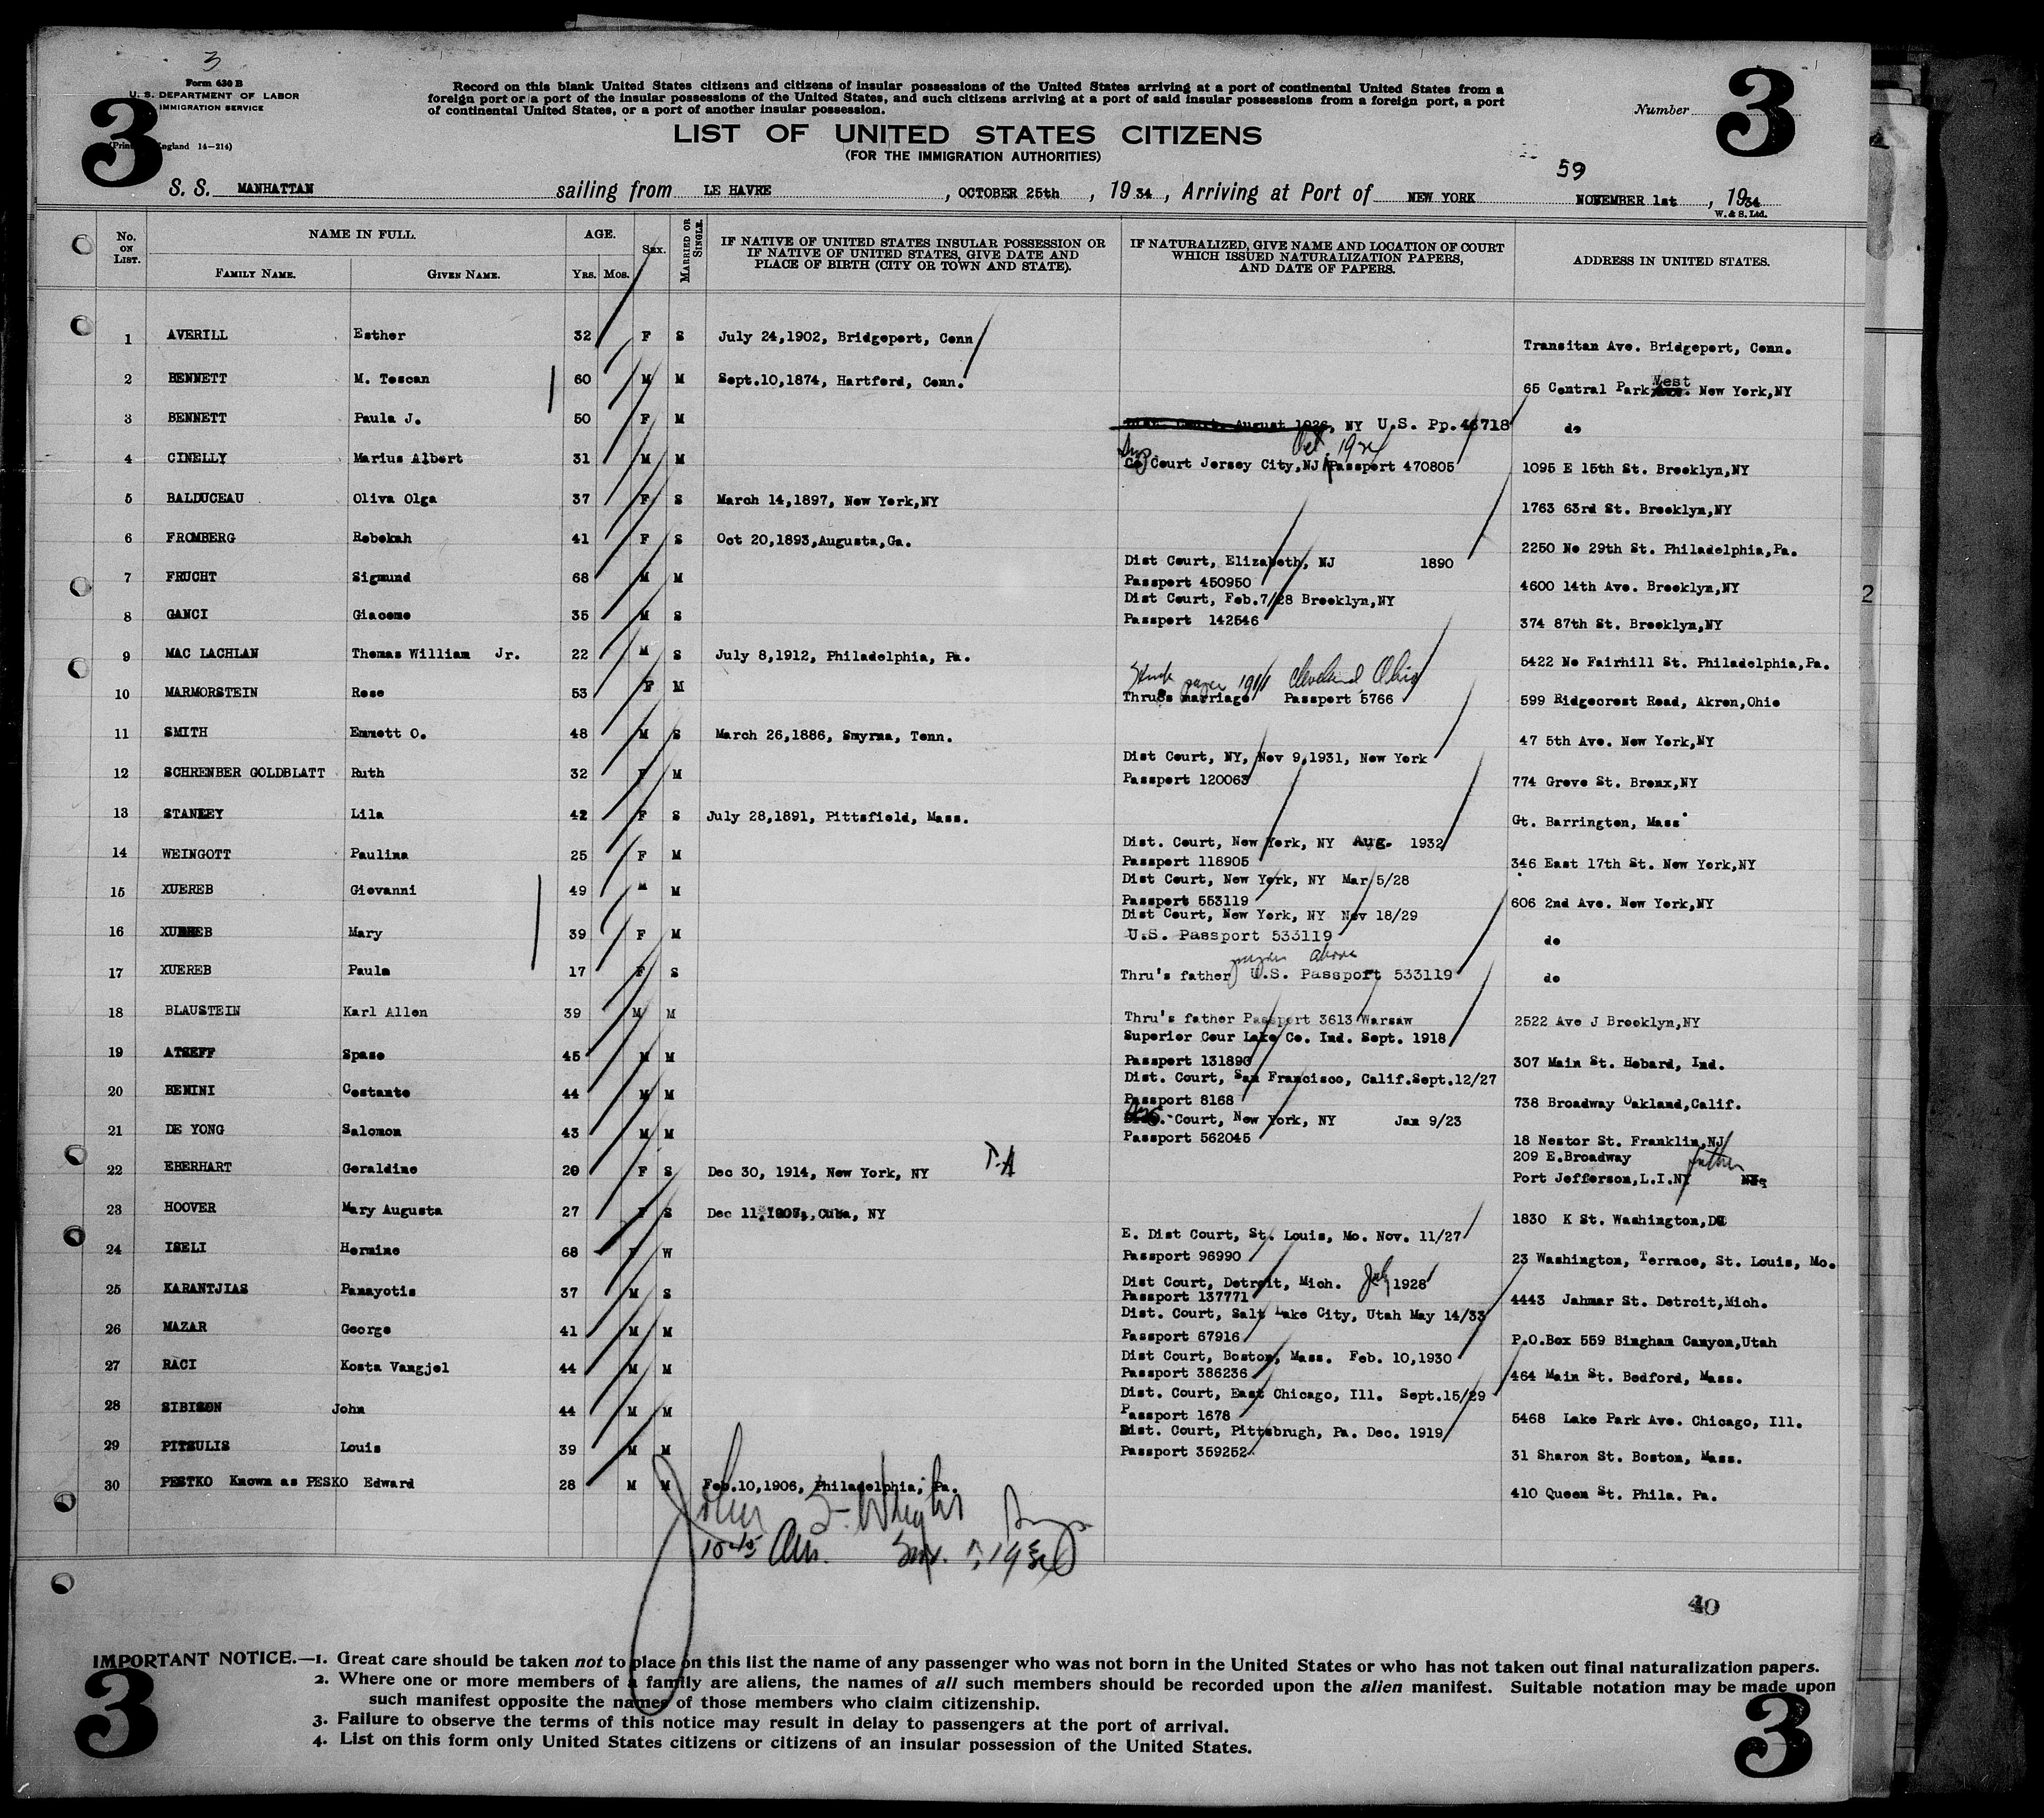 3
Form 630 B
U. S. DEPARTMENT OF LABOR
IMMIGRATION SERVICE
3
England 14-214)
Record on this blank United States citizens and citizens of insular possessions of the United States arriving at a port of continental United States from a
foreign port or a port of the insular possessions of the United States, and such citizens arriving at a port of said insular possessions from a foreign port, a port
of continental United States, or a port of another insular possession.
Number
3
LIST OF UNITED STATES CITIZENS
(FOR THE IMMIGRATION AUTHORITIES)
59
S. S. MANHATTAN sailing from LE HAVRE, OCTOBER 25th, 1934, Arriving at Port of NEW YORK NOVEMBER 1st, 1934
W. & S. Ltd.
No. ON LIST. NAME IN FULL. FAMILY NAME. GIVEN NAME. AGE. YRS. MOS. SEX. MARRIED OR SINGLE. IF NATIVE OF UNITED STATES INSULAR POSSESSION OR IF NATIVE OF UNITED STATES, GIVE DATE AND PLACE OF BIRTH (CITY OR TOWN AND STATE). IF NATURALIZED, GIVE NAME AND LOCATION OF COURT WHICH ISSUED NATURALIZATION PAPERS, AND DATE OF PAPERS. ADDRESS IN UNITED STATES.
1 AVERILL Esther 32 F S July 24,1902, Bridgeport, Conn Transitan Ave. Bridgeport, Conn.
2 BENNETT M. Toscan 60 M M Sept.10,1874, Hartford, Conn. 65 Central Park West New York,NY
3 BENNETT Paula J. 50 F M Dist. Court. August 1926, NY U.S. Pp.46718 do
Oct 1924
4 CINELLY Marius Albert 31 M M Court Jersey City,NJ Passport 470805 1095 E 15th St. Brooklyn,NY
5 BALDUCEAU Oliva Olga 37 F S March 14,1897, New York,NY 1763 63rd St. Brooklyn,NY
6 FROMBERG Rebekah 41 F S Oct 20,1893,Augusta,Ga. 2250 No 29th St. Philadelphia,Pa.
Dist Court, Elizabeth, NJ 1890
7 FRUCHT Sigmund 68 M M Passport 450950 4600 14th Ave. Brooklyn,NY
Dist Court, Feb.7/28 Brooklyn,NY
8 GANCI Giacomo 35 M S Passport 142546 374 87th St. Brooklyn,NY
9 MAC LACHLAN Thomas William Jr. 22 M S July 8,1912, Philadelphia, Pa. 5422 No Fairhill St. Philadelphia,Pa.
1911 Cleveland Ohio
10 MARMORSTEIN Rose 53 F M Thru's marriage Passport 5766 599 Ridgecrest Road, Akron,Ohio
11 SMITH Emmett O. 48 M S March 26,1886, Smyrna, Tenn. 47 5th Ave. New York,NY
Dist Court, NY, Nov 9,1931, New York
12 SCHRENBER GOLDBLATT Ruth 32 F M Passport 120063 774 Grove St. Bronx,NY
13 STANLEY Lila 42 F S July 28,1891, Pittsfield, Mass. Gt. Barrington, Mass
Dist. Court, New York, NY Aug. 1932
14 WEINGOTT Paulina 25 F M Passport 118905 346 East 17th St. New York,NY
Dist Court, New York, NY Mar 5/28
15 XUEREB Giovanni 49 M M Passport 553119 606 2nd Ave. New York,NY
Dist Court, New York, NY Nov 18/29
16 XUEREB Mary 39 F M U.S. Passport 533119 do
above
17 XUEREB Paula 17 F S Thru's father U.S. Passport 533119 do
18 BLAUSTEIN Karl Allen 39 M M Thru's father Passport 3613 Warsaw 2522 Ave J Brooklyn,NY
Superior Cour Lake Co. Ind. Sept. 1918
19 ATSEFF Spaso 45 M M Passport 131890 307 Main St. Hobard, Ind.
Dist. Court, San Francisco, Calif.Sept.12/27
20 BENINI Costante 44 M M Passport 8168 738 Broadway Oakland,Calif.
Court, New York, NY Jan 9/23
21 DE YONG Salomon 43 M M Passport 562045 18 Nestor St. Franklin,NJ
209 E.Broadway father
22 EBERHART Geraldine 20 F S Dec 30, 1914, New York, NY T.A Port Jefferson,L.I.NY
23 HOOVER Mary Augusta 27 F S Dec 11,1907, Cuba, NY 1830 K St. Washington,DC
E. Dist Court, St. Louis, Mo. Nov. 11/27
24 ISELI Hermine 68 F W Passport 96990 23 Washington, Terrace, St. Louis, Mo.
Dist Court, Detroit, Mich. July 1928
25 KARANTJIAS Panayotis 37 M S Passport 137771 4443 Jahmar St. Detroit,Mich.
Dist. Court, Salt Lake City, Utah May 14/33
26 MAZAR George 41 M M Passport 67916 P.O.Box 559 Bingham Canyon,Utah
Dist Court, Boston, Mass. Feb. 10,1930
27 RACI Kosta Vangjel 44 M M Passport 386236 464 Main St. Bedford, Mass.
Dist. Court, East Chicago, Ill. Sept.15/29
28 SIBISON John 44 M M Passport 1678 5468 Lake Park Ave. Chicago, Ill.
Dist. Court, Pittsbrugh, Pa. Dec. 1919
29 PITSULIS Louis 39 M M Passport 359252 31 Sharon St. Boston, Mass.
30 PESTKO Known as PESKO Edward 28 M M Feb.10,1906, Philadelphia, Pa. 410 Queen St. Phila. Pa.
John Wright
40
IMPORTANT NOTICE.—1. Great care should be taken not to place on this list the name of any passenger who was not born in the United States or who has not taken out final naturalization papers.
2. Where one or more members of a family are aliens, the names of all such members should be recorded upon the alien manifest. Suitable notation may be made upon
such manifest opposite the names of those members who claim citizenship.
3. Failure to observe the terms of this notice may result in delay to passengers at the port of arrival.
4. List on this form only United States citizens or citizens of an insular possession of the United States.
3
3
2